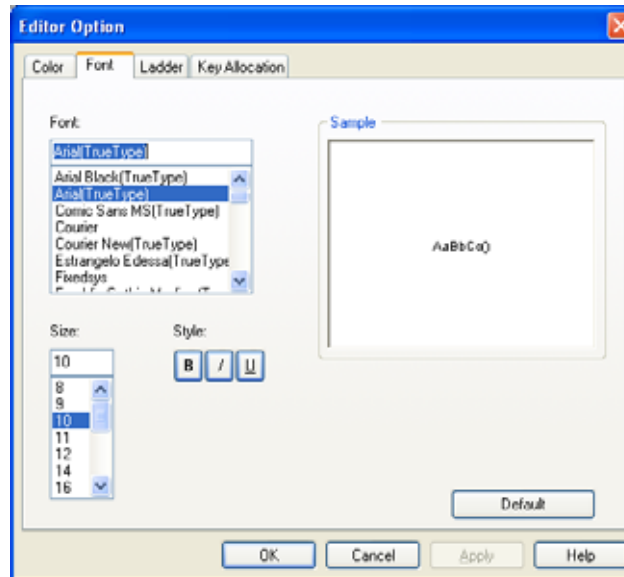 Editor Option
Color Font Ladder Key Allocation
Font:
Arial(TrueType)
Arial Black(TrueType)
Arial(TrueType)
Comic Sans MS(TrueType)
Courier
Courier New(TrueType)
Estrangelo Edessa(TrueType
Fixedsys
Sample
AaBbCc()
Size:
10
8
9
10
11
12
14
16
Style:
B I U
Default
OK Cancel Apply Help